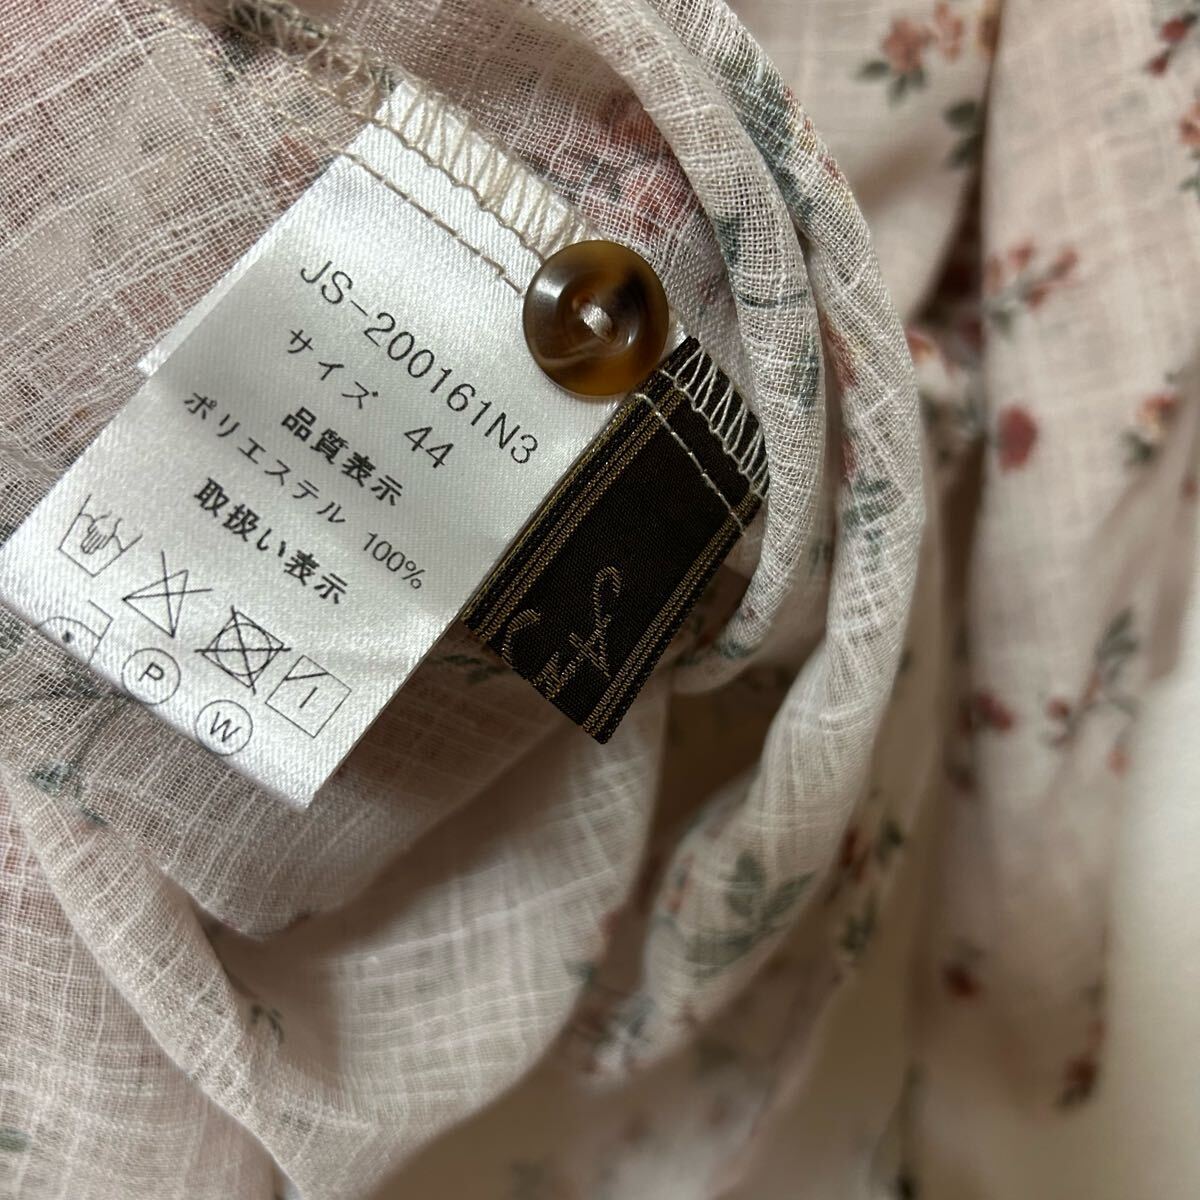 JS-200161N3
サイズ 44
品質表示
ポリエステル 100%
取扱い表示
P
W